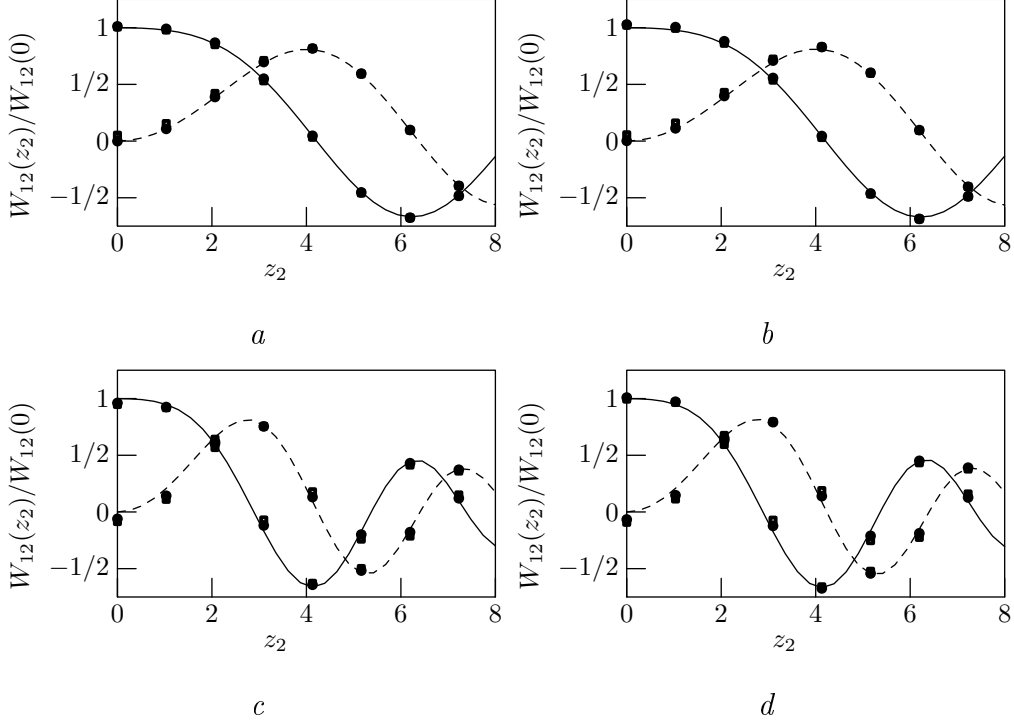 W₁₂(z₂)/W₁₂(0)
1
1/2
0
−1/2
0 2 4 6 8
z₂
a
W₁₂(z₂)/W₁₂(0)
1
1/2
0
−1/2
0 2 4 6 8
z₂
b
W₁₂(z₂)/W₁₂(0)
1
1/2
0
−1/2
0 2 4 6 8
z₂
c
W₁₂(z₂)/W₁₂(0)
1
1/2
0
−1/2
0 2 4 6 8
z₂
d